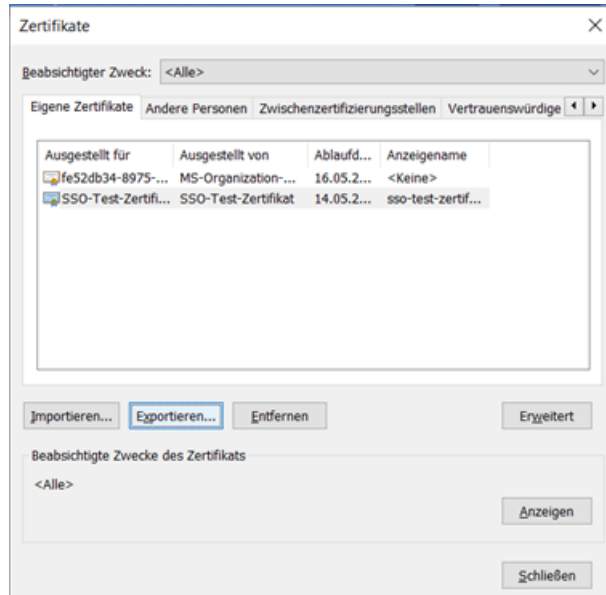 Zertifikate
Beabsichtigter Zweck: <Alle>
Eigene Zertifikate Andere Personen Zwischenzertifizierungsstellen Vertrauenswürdige
Ausgestellt für Ausgestellt von Ablaufd... Anzeigename
fe52db34-8975-... MS-Organization-... 16.05.2... <Keine>
SSO-Test-Zertifi... SSO-Test-Zertifikat 14.05.2... sso-test-zertif...
Importieren... Exportieren... Entfernen Erweitert
Beabsichtigte Zwecke des Zertifikats
<Alle>
Anzeigen
Schließen